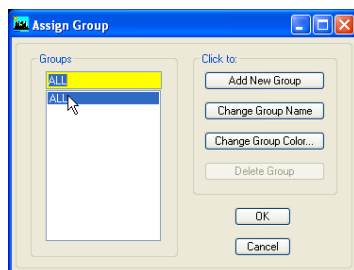 Assign Group
Groups
ALL
ALL
Click to:
Add New Group
Change Group Name
Change Group Color...
Delete Group
OK
Cancel